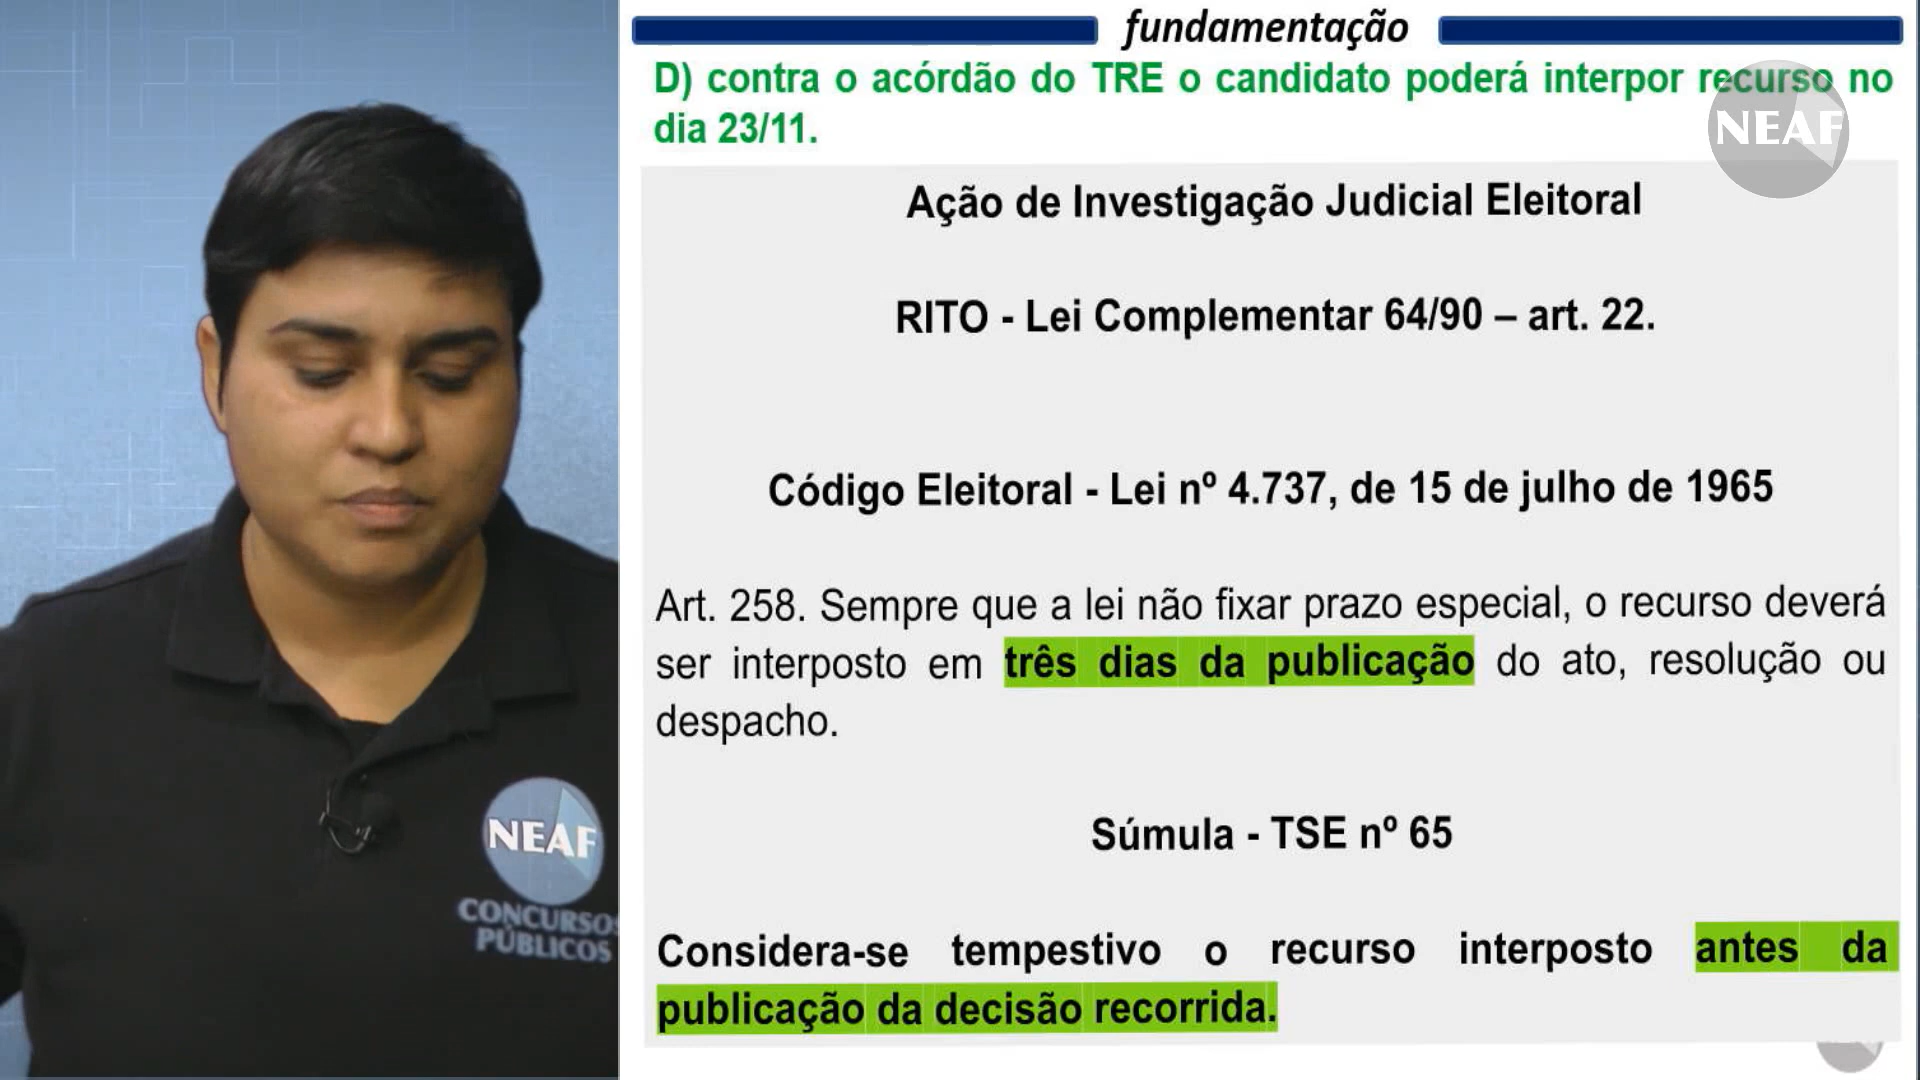 fundamentação
D) contra o acórdão do TRE o candidato poderá interpor recurso no
dia 23/11.
NEAF
Ação de Investigação Judicial Eleitoral
RITO - Lei Complementar 64/90 – art. 22.
Código Eleitoral - Lei nº 4.737, de 15 de julho de 1965
Art. 258. Sempre que a lei não fixar prazo especial, o recurso deverá
ser interposto em três dias da publicação do ato, resolução ou
despacho.
Súmula - TSE nº 65
Considera-se tempestivo o recurso interposto antes da
publicação da decisão recorrida.
NEAF
CONCURSOS
PÚBLICOS